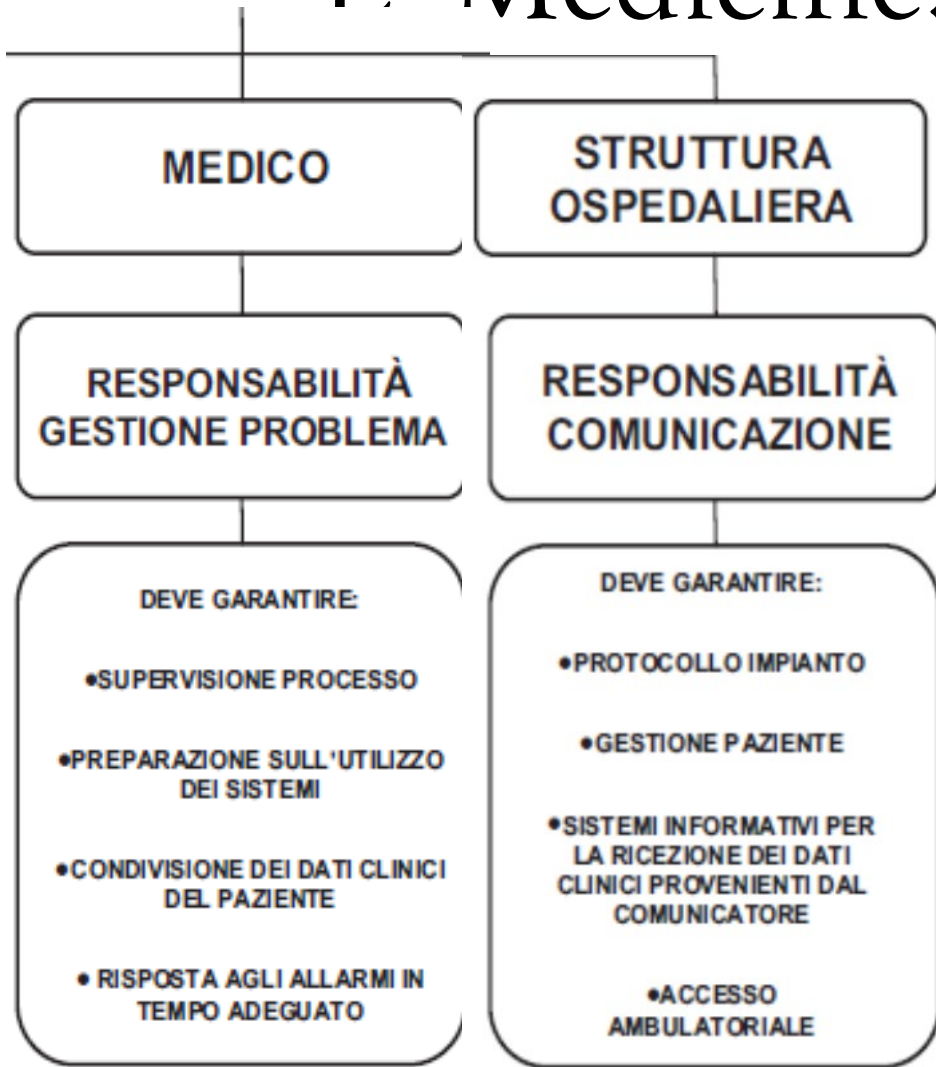 Medicines
MEDICO
RESPONSABILITÀ
GESTIONE PROBLEMA
DEVE GARANTIRE:
•SUPERVISIONE PROCESSO
•PREPARAZIONE SULL'UTILIZZO
DEI SISTEMI
•CONDIVISIONE DEI DATI CLINICI
DEL PAZIENTE
• RISPOSTA AGLI ALLARMI IN
TEMPO ADEGUATO
STRUTTURA
OSPEDALIERA
RESPONSABILITÀ
COMUNICAZIONE
DEVE GARANTIRE:
•PROTOCOLLO IMPIANTO
•GESTIONE PAZIENTE
•SISTEMI INFORMATIVI PER
LA RICEZIONE DEI DATI
CLINICI PROVENIENTI DAL
COMUNICATORE
•ACCESSO
AMBULATORIALE